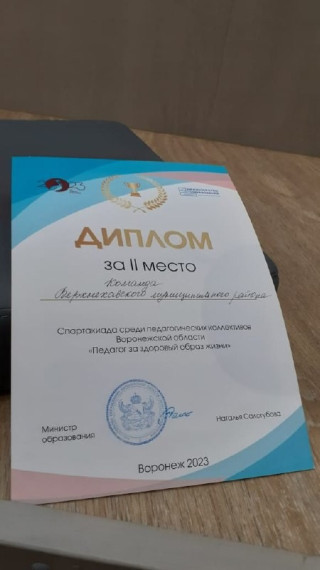 ДИПЛОМ
за II место
Команда
Верхнехавского муниципального района
Спартакиада среди педагогических коллективов
Воронежской области
«Педагог за здоровый образ жизни»
Министр
образования
Наталья Салогубова
Воронеж 2023